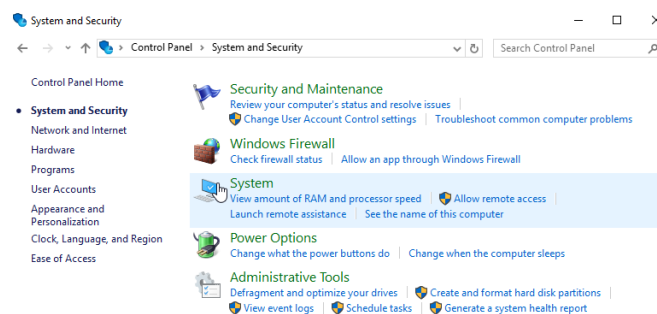 System and Security
Control Panel > System and Security
Search Control Panel
Control Panel Home
System and Security
Network and Internet
Hardware
Programs
User Accounts
Appearance and
Personalization
Clock, Language, and Region
Ease of Access
Security and Maintenance
Review your computer's status and resolve issues
Change User Account Control settings | Troubleshoot common computer problems
Windows Firewall
Check firewall status | Allow an app through Windows Firewall
System
View amount of RAM and processor speed | Allow remote access
Launch remote assistance | See the name of this computer
Power Options
Change what the power buttons do | Change when the computer sleeps
Administrative Tools
Defragment and optimize your drives | Create and format hard disk partitions
View event logs | Schedule tasks | Generate a system health report